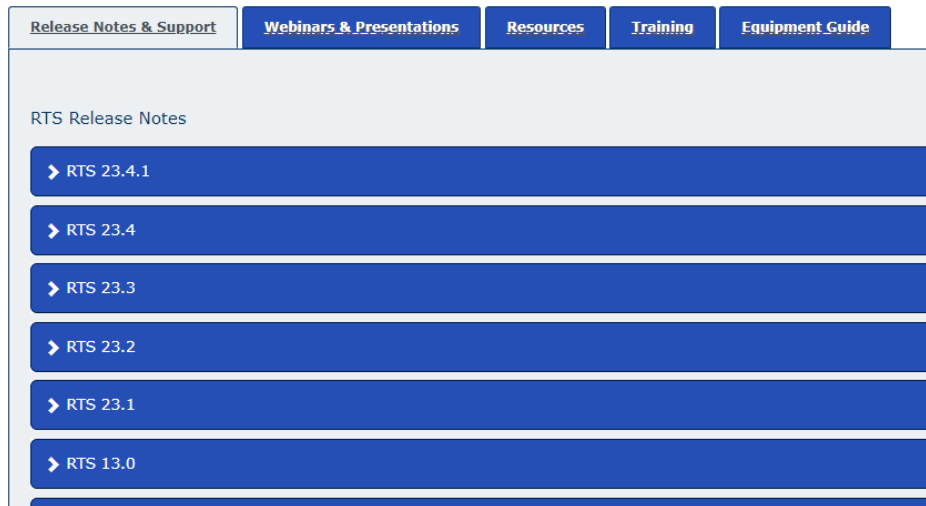 Release Notes & Support Webinars & Presentations Resources Training Equipment Guide
RTS Release Notes
RTS 23.4.1
RTS 23.4
RTS 23.3
RTS 23.2
RTS 23.1
RTS 13.0